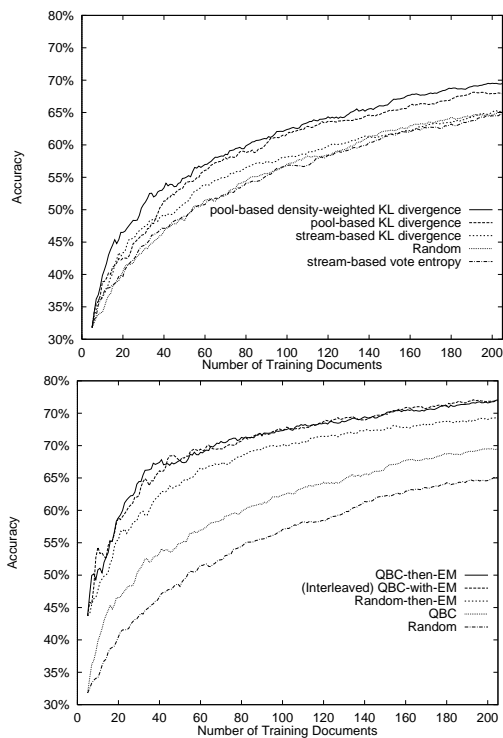 80%
75%
70%
65%
60%
55%
50%
45%
40%
35%
30%
Accuracy
pool-based density-weighted KL divergence
pool-based KL divergence
stream-based KL divergence
Random
stream-based vote entropy
0 20 40 60 80 100 120 140 160 180 200
Number of Training Documents
80%
75%
70%
65%
60%
55%
50%
45%
40%
35%
30%
Accuracy
QBC-then-EM
(Interleaved) QBC-with-EM
Random-then-EM
QBC
Random
0 20 40 60 80 100 120 140 160 180 200
Number of Training Documents